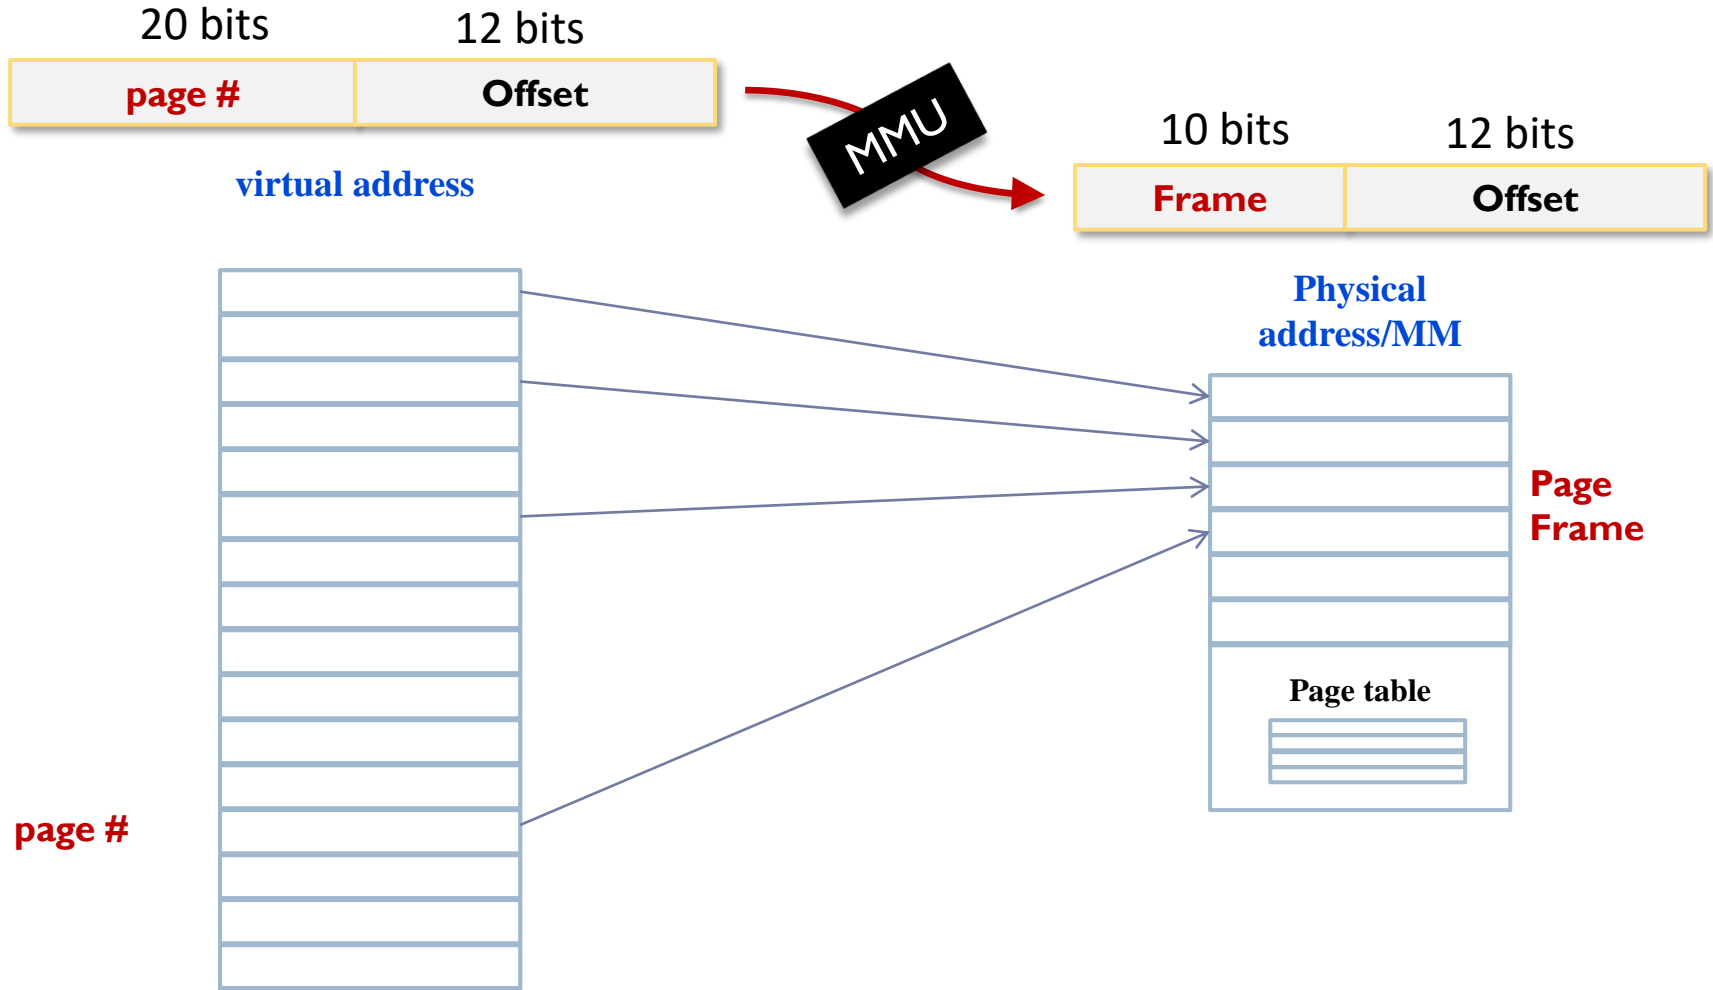 20 bits 12 bits
page # Offset
MMU
10 bits 12 bits
Frame Offset
virtual address
Physical
address/MM
Page
Frame
Page table
page #